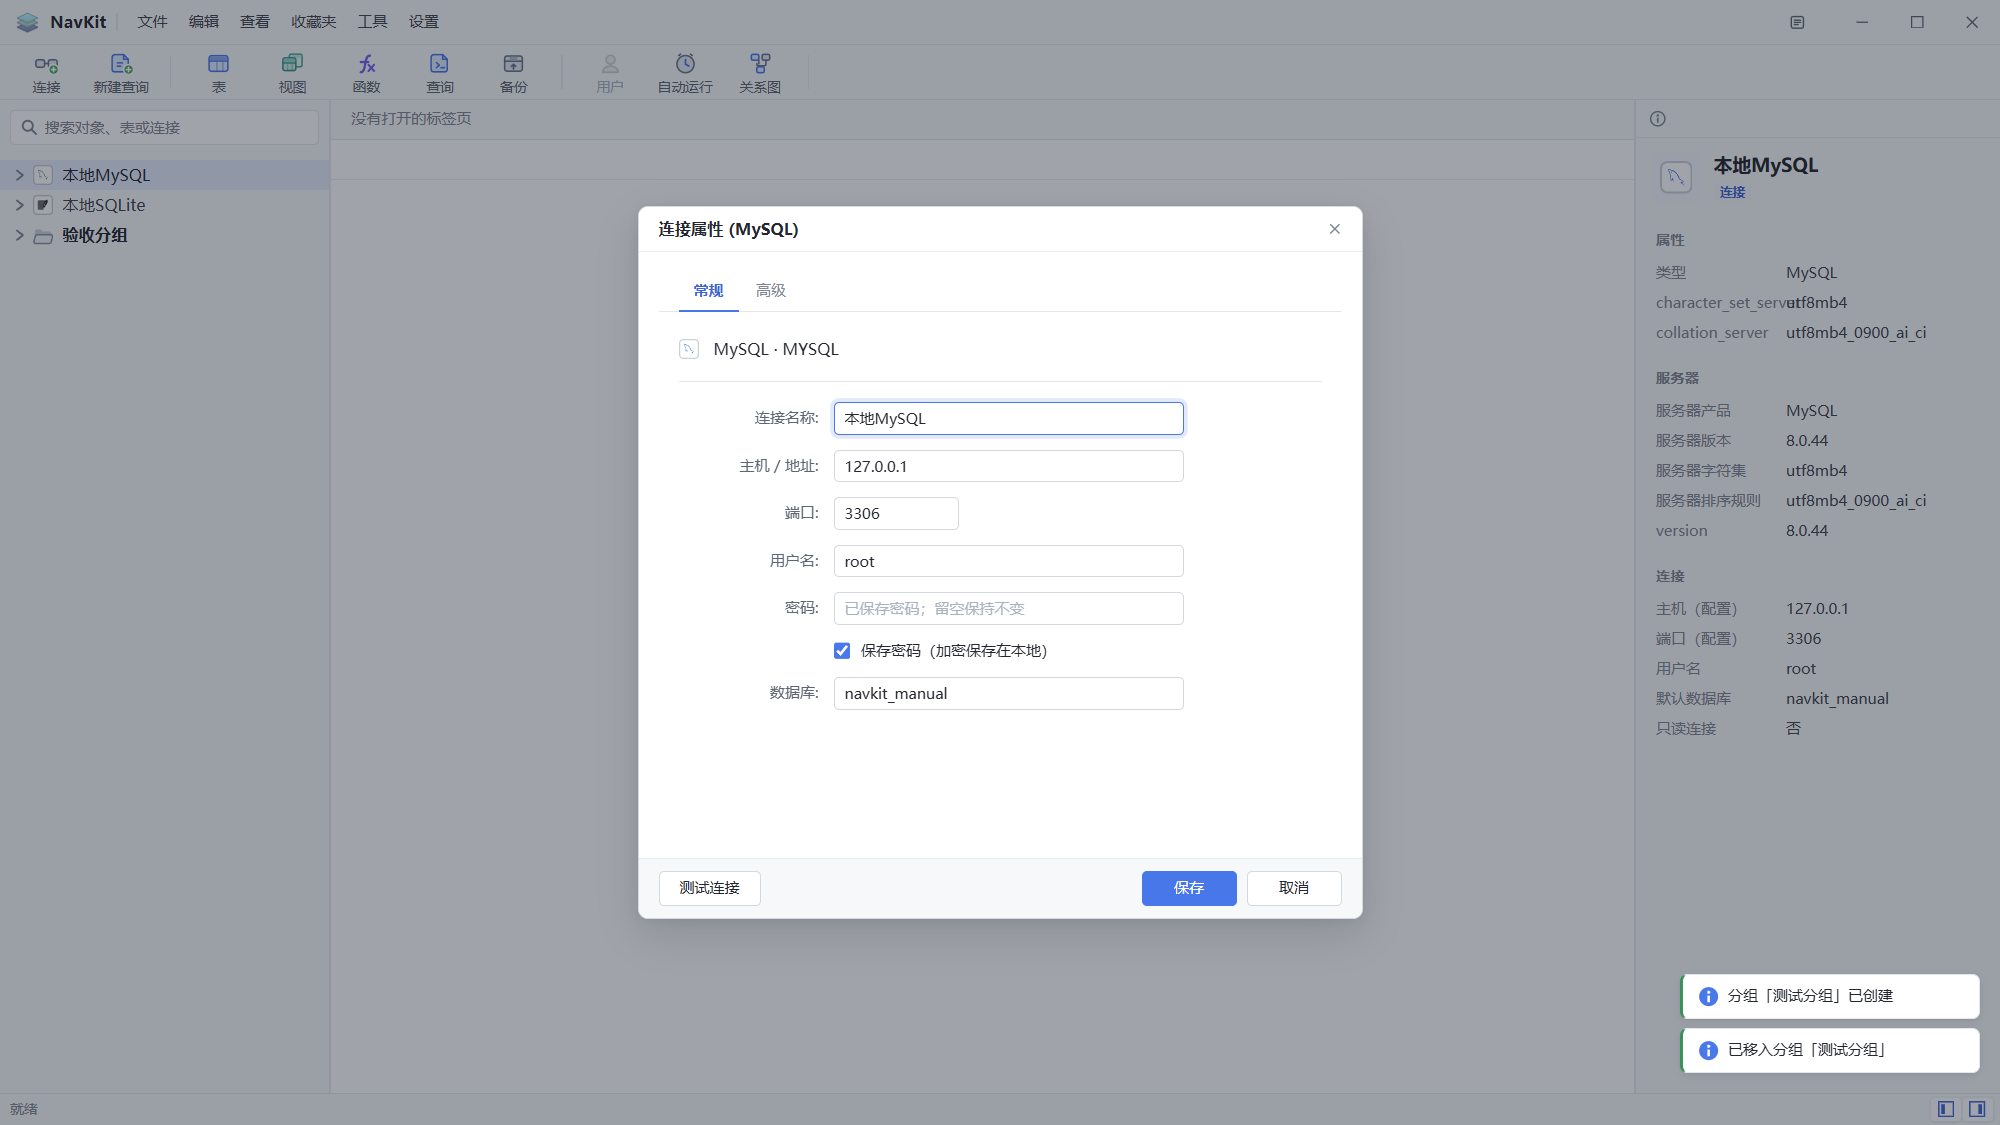 NavKit 文件 编辑 查看 收藏夹 工具 设置
连接 新建查询 表 视图 函数 查询 备份 用户 自动运行 关系图
搜索对象、表或连接
本地MySQL
本地SQLite
验收分组
没有打开的标签页
连接属性 (MySQL)
常规 高级
MySQL · MYSQL
连接名称: 本地MySQL
主机 / 地址: 127.0.0.1
端口: 3306
用户名: root
密码: 已保存密码；留空保持不变
保存密码（加密保存在本地）
数据库: navkit_manual
测试连接 保存 取消
本地MySQL
连接
属性
类型 MySQL
character_set_server utf8mb4
collation_server utf8mb4_0900_ai_ci
服务器
服务器产品 MySQL
服务器版本 8.0.44
服务器字符集 utf8mb4
服务器排序规则 utf8mb4_0900_ai_ci
version 8.0.44
连接
主机（配置） 127.0.0.1
端口（配置） 3306
用户名 root
默认数据库 navkit_manual
只读连接 否
分组「测试分组」已创建
已移入分组「测试分组」
就绪